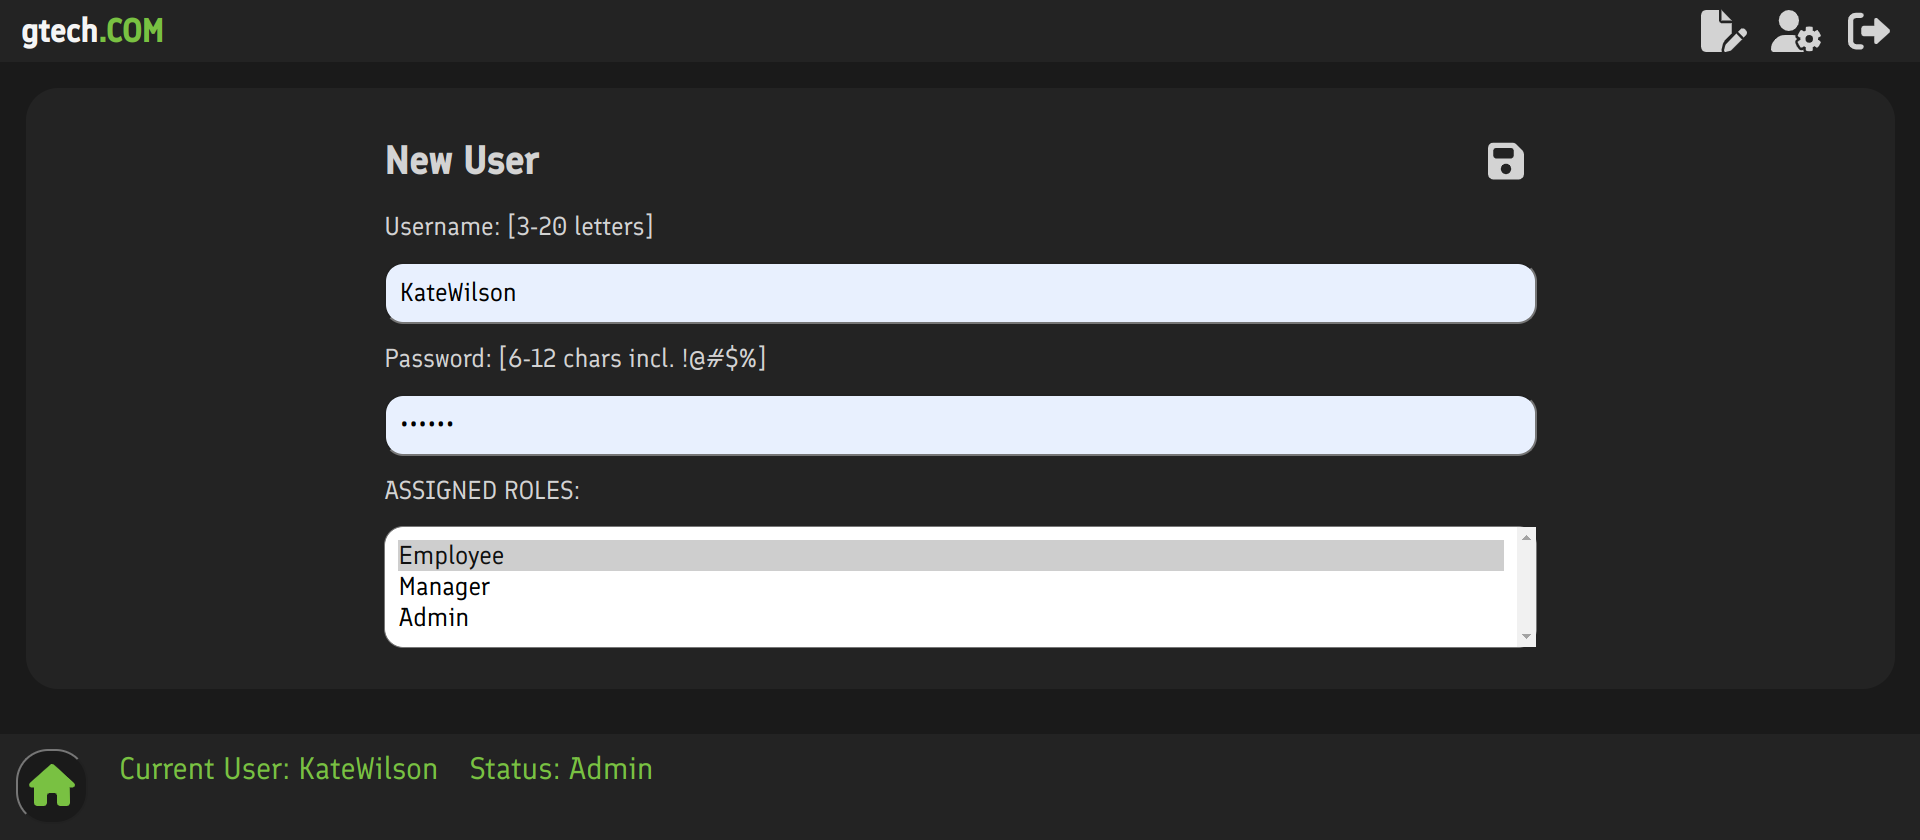 gtech.COM
New User
Username: [3-20 letters]
KateWilson
Password: [6-12 chars incl. !@#$%]
••••••
ASSIGNED ROLES:
Employee
Manager
Admin
Current User: KateWilson Status: Admin